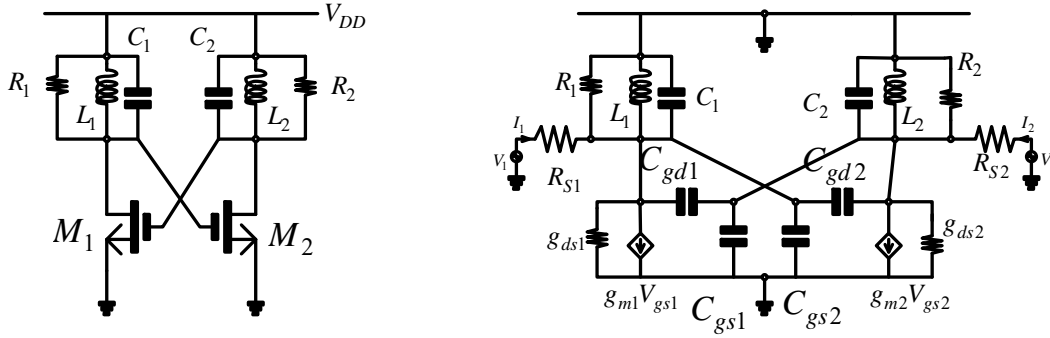 V_DD
C_1 C_2
R_1 R_2
L_1 L_2
M_1 M_2
R_1 R_2
C_1 C_2
L_1 L_2
I_1 I_2
V_1 V
R_S1 R_S2
C_gd1 C_gd2
g_ds1 g_ds2
g_m1V_gs1 g_m2V_gs2
C_gs1 C_gs2